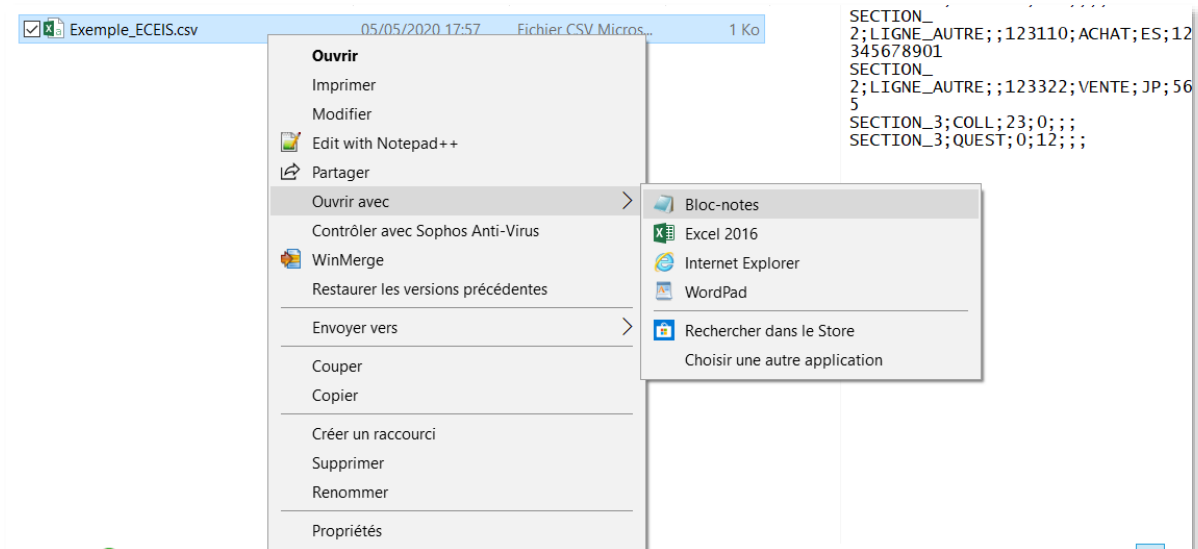 Exemple_ECEIS.csv 05/05/2020 17:57 Fichier CSV Micros... 1 Ko
Ouvrir
Imprimer
Modifier
Edit with Notepad++
Partager
Ouvrir avec
Contrôler avec Sophos Anti-Virus
WinMerge
Restaurer les versions précédentes
Envoyer vers
Couper
Copier
Créer un raccourci
Supprimer
Renommer
Propriétés
Bloc-notes
Excel 2016
Internet Explorer
WordPad
Rechercher dans le Store
Choisir une autre application
SECTION_
2;LIGNE_AUTRE;;123110;ACHAT;ES;12
345678901
SECTION_
2;LIGNE_AUTRE;;123322;VENTE;JP;56
5
SECTION_3;COLL;23;0;;;
SECTION_3;QUEST;0;12;;;